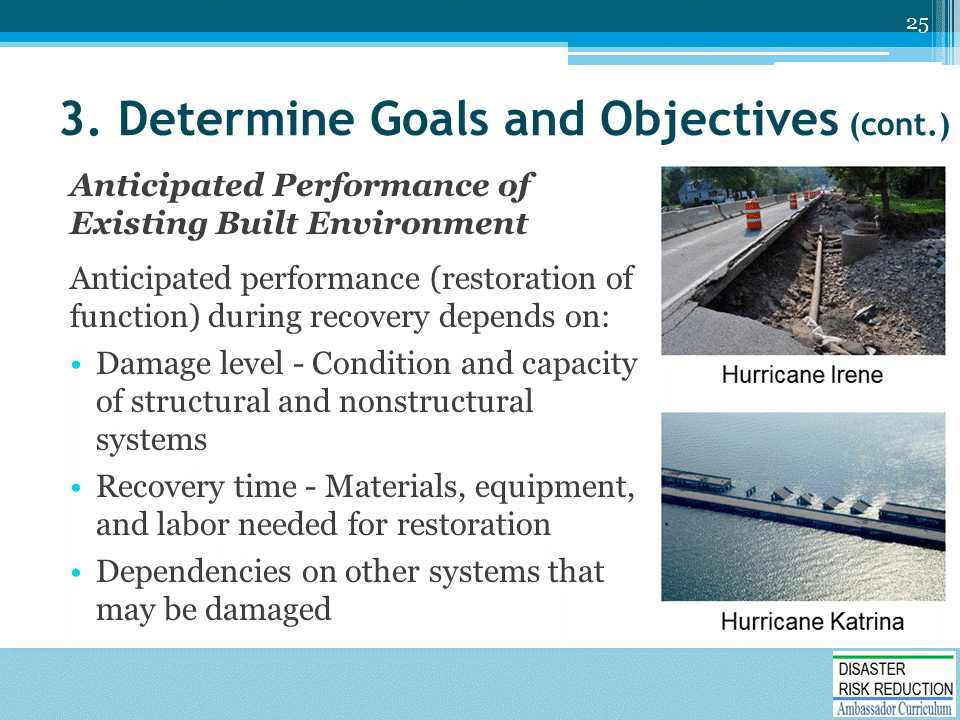 25
3. Determine Goals and Objectives (cont.)
Anticipated Performance of
Existing Built Environment
Anticipated performance (restoration of
function) during recovery depends on:
• Damage level - Condition and capacity
of structural and nonstructural
systems
• Recovery time - Materials, equipment,
and labor needed for restoration
• Dependencies on other systems that
may be damaged
Hurricane Irene
Hurricane Katrina
DISASTER
RISK REDUCTION
Ambassador Curriculum